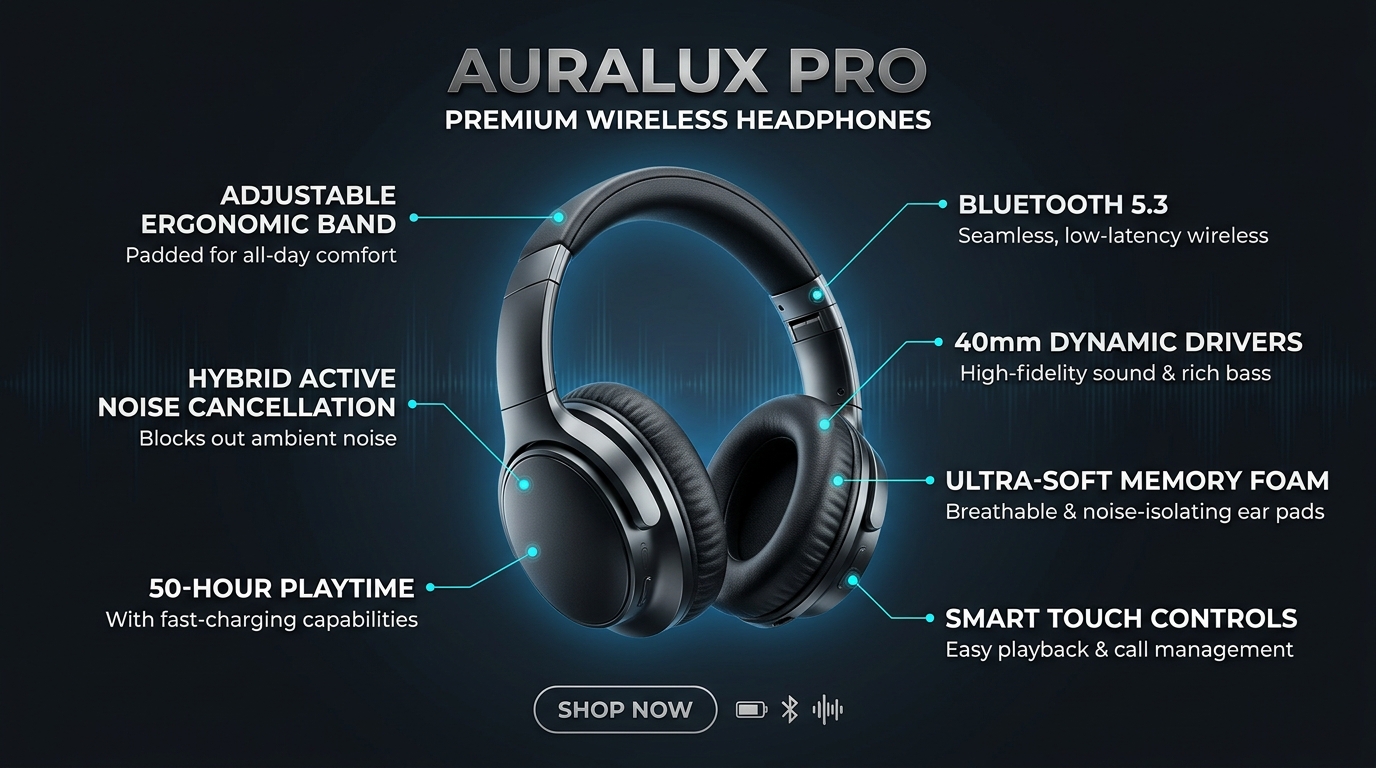 AURALUX PRO
PREMIUM WIRELESS HEADPHONES
ADJUSTABLE
ERGONOMIC BAND
Padded for all-day comfort
HYBRID ACTIVE
NOISE CANCELLATION
Blocks out ambient noise
50-HOUR PLAYTIME
With fast-charging capabilities
BLUETOOTH 5.3
Seamless, low-latency wireless
40mm DYNAMIC DRIVERS
High-fidelity sound & rich bass
ULTRA-SOFT MEMORY FOAM
Breathable & noise-isolating ear pads
SMART TOUCH CONTROLS
Easy playback & call management
SHOP NOW